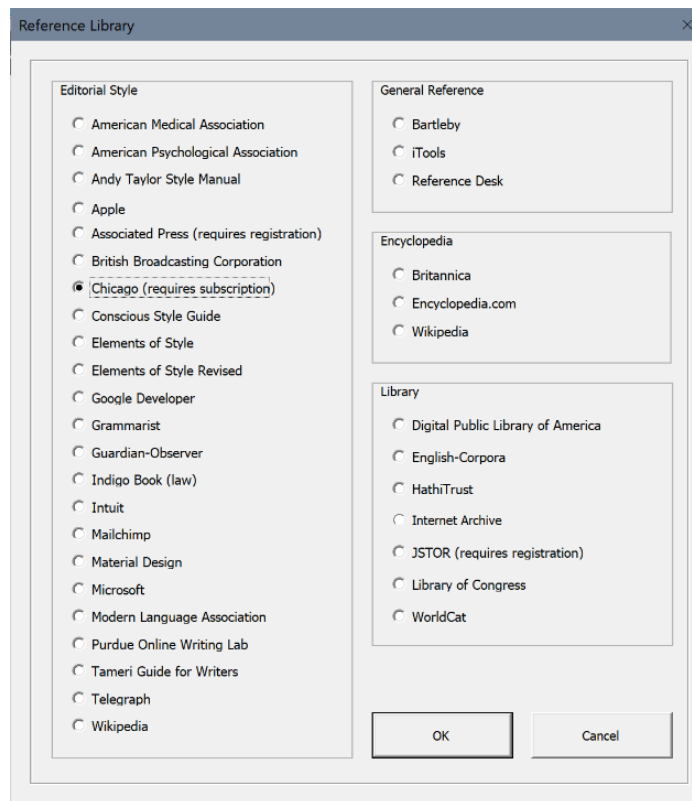 Reference Library
Editorial Style
American Medical Association
American Psychological Association
Andy Taylor Style Manual
Apple
Associated Press (requires registration)
British Broadcasting Corporation
Chicago (requires subscription)
Conscious Style Guide
Elements of Style
Elements of Style Revised
Google Developer
Grammarist
Guardian-Observer
Indigo Book (law)
Intuit
Mailchimp
Material Design
Microsoft
Modern Language Association
Purdue Online Writing Lab
Tameri Guide for Writers
Telegraph
Wikipedia
General Reference
Bartleby
iTools
Reference Desk
Encyclopedia
Britannica
Encyclopedia.com
Wikipedia
Library
Digital Public Library of America
English-Corpora
HathiTrust
Internet Archive
JSTOR (requires registration)
Library of Congress
WorldCat
OK
Cancel